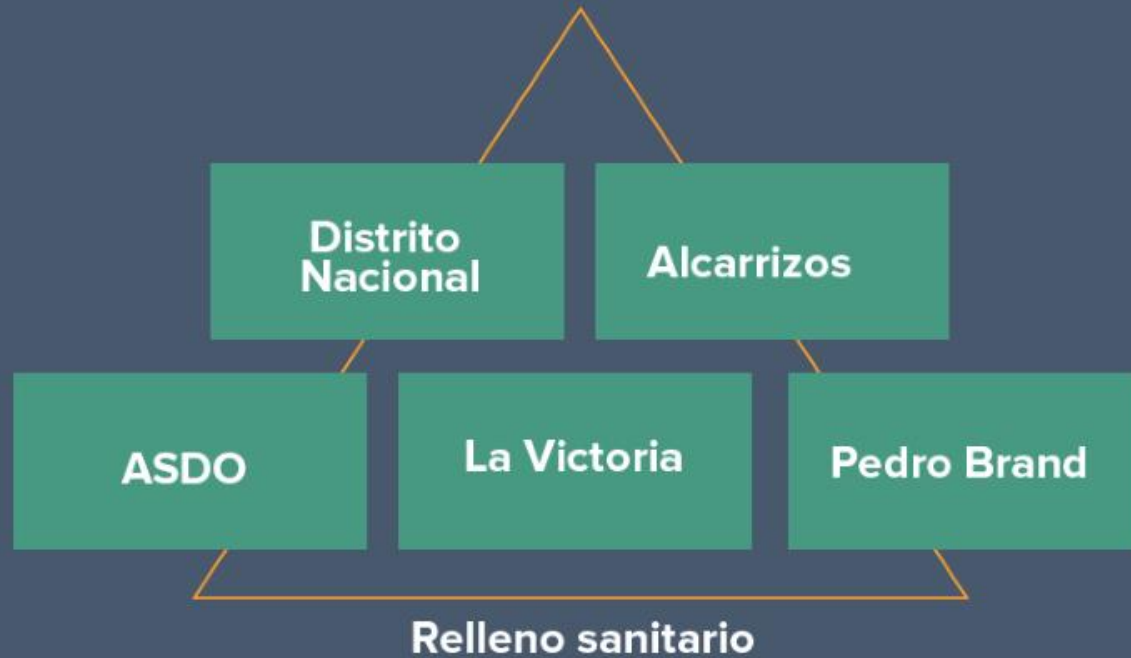 Distrito
Nacional
Alcarrizos
ASDO
La Victoria
Pedro Brand
Relleno sanitario